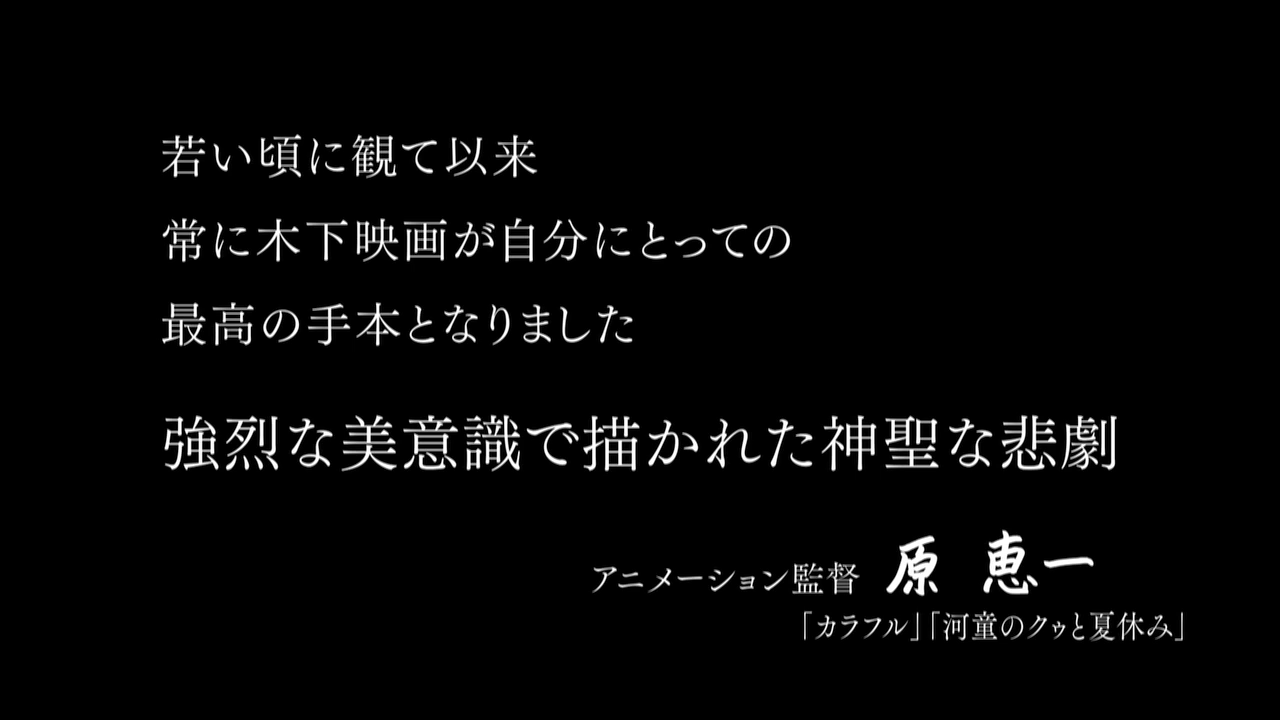 若い頃に観て以来
常に木下映画が自分にとっての
最高の手本となりました
強烈な美意識で描かれた神聖な悲劇
アニメーション監督 原 恵一
「カラフル」「河童のクゥと夏休み」